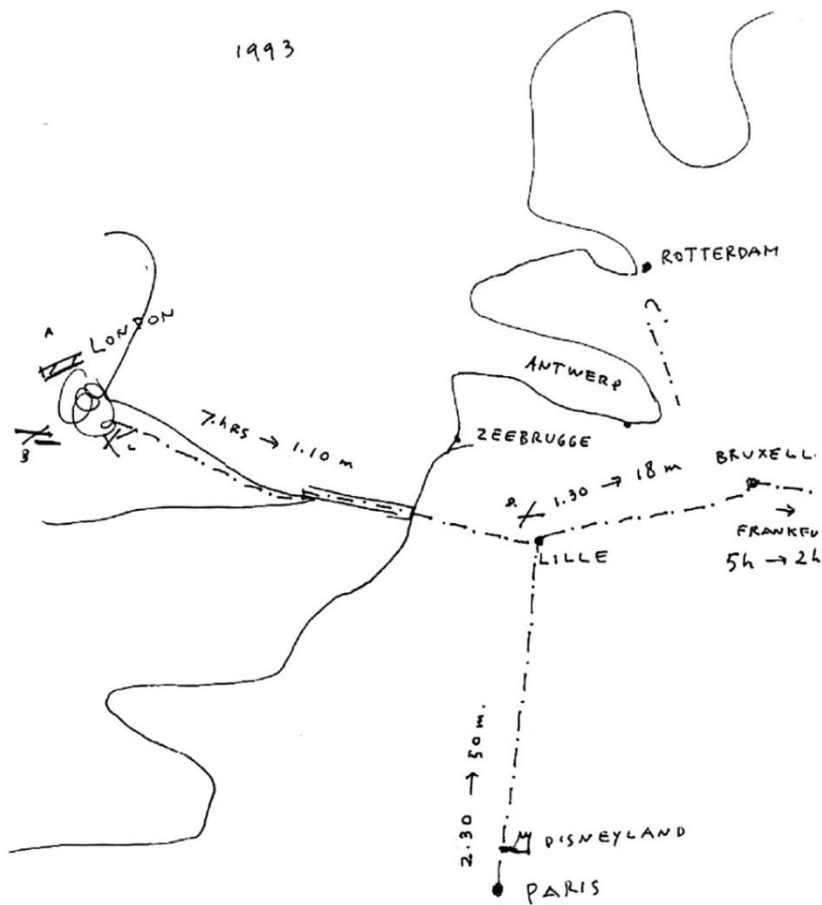 1993
ROTTERDAM
?
A
LONDON
ANTWERP
7.HRS → 1.10 m
B
C
ZEEBRUGGE
BRUXELL.
1.30 → 18 m
→
FRANKFU
5h → 2h
LILLE
2.30 → 50 m.
DISNEYLAND
PARIS